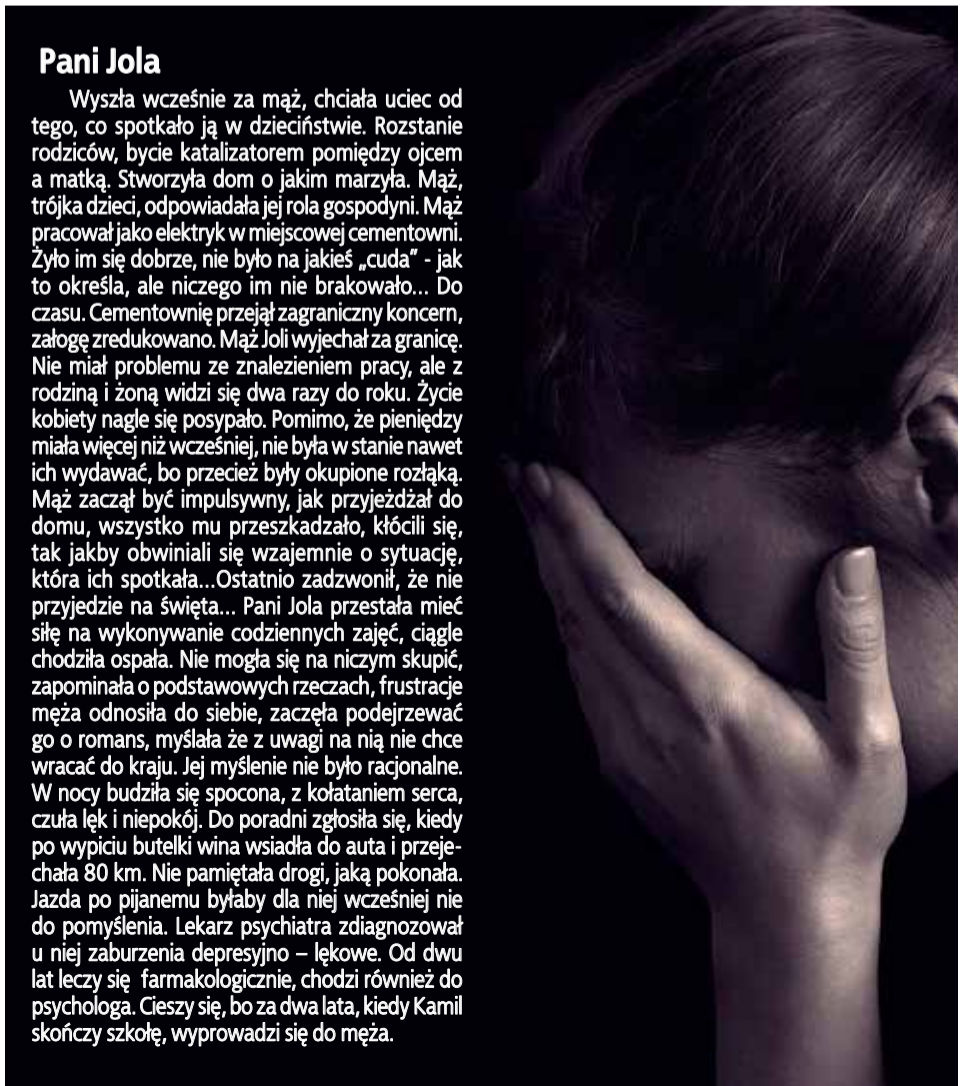 Pani Jola
Wyszła wcześnie za mąż, chciała uciec od
tego, co spotkało ją w dzieciństwie. Rozstanie
rodziców, bycie katalizatorem pomiędzy ojcem
a matką. Stworzyła dom o jakim marzyła. Mąż,
trójka dzieci, odpowiadała jej rola gospodyni. Mąż
pracował jako elektryk w miejscowej cementowni.
Żyło im się dobrze, nie było na jakieś „cuda” - jak
to określa, ale niczego im nie brakowało... Do
czasu. Cementownię przejął zagraniczny koncern,
załogę zredukowano. Mąż Joli wyjechał za granicę.
Nie miał problemu ze znalezieniem pracy, ale z
rodziną i żoną widzi się dwa razy do roku. Życie
kobiety nagle się posypało. Pomimo, że pieniędzy
miała więcej niż wcześniej, nie była w stanie nawet
ich wydawać, bo przecież były okupione rozłąką.
Mąż zaczął być impulsywny, jak przyjeżdżał do
domu, wszystko mu przeszkadzało, kłócili się,
tak jakby obwiniali się wzajemnie o sytuację,
która ich spotkała...Ostatnio zadzwonił, że nie
przyjedzie na święta... Pani Jola przestała mieć
siłę na wykonywanie codziennych zajęć, ciągle
chodziła ospała. Nie mogła się na niczym skupić,
zapominała o podstawowych rzeczach, frustracje
męża odnosiła do siebie, zaczęła podejrzewać
go o romans, myślała że z uwagi na nią nie chce
wracać do kraju. Jej myślenie nie było racjonalne.
W nocy budziła się spocona, z kołataniem serca,
czuła lęk i niepokój. Do poradni zgłosiła się, kiedy
po wypiciu butelki wina wsiadła do auta i przeje-
chała 80 km. Nie pamiętała drogi, jaką pokonała.
Jazda po pijanemu byłaby dla niej wcześniej nie
do pomyślenia. Lekarz psychiatra zdiagnozował
u niej zaburzenia depresyjno – lękowe. Od dwu
lat leczy się farmakologicznie, chodzi również do
psychologa. Cieszy się, bo za dwa lata, kiedy Kamil
skończy szkołę, wyprowadzi się do męża.